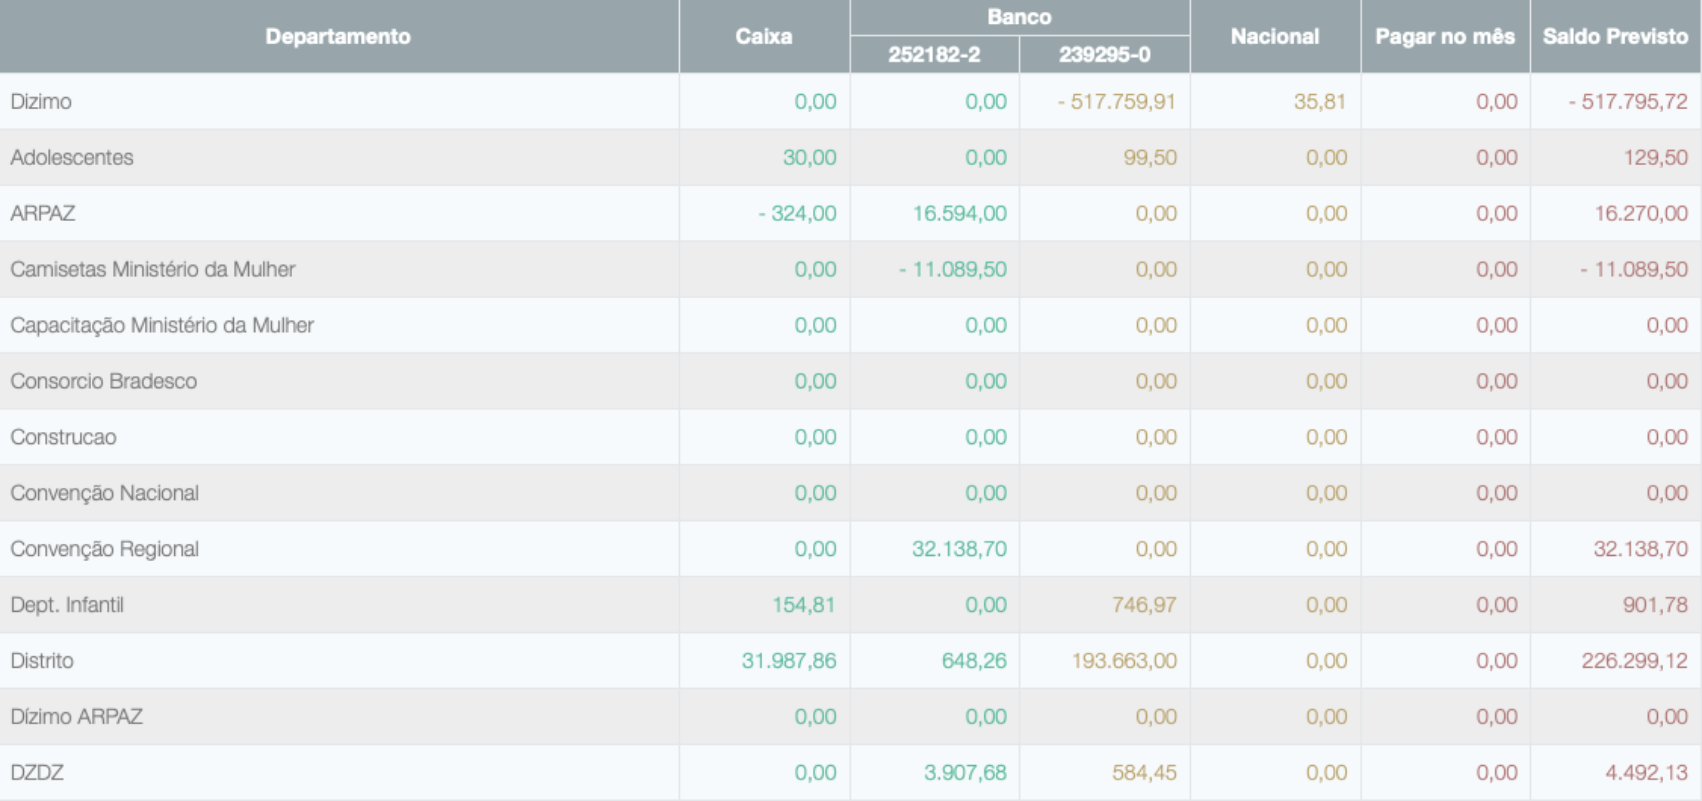 Departamento Caixa Banco Nacional Pagar no mês Saldo Previsto
252182-2 239295-0
Dizimo 0,00 0,00 - 517.759,91 35,81 0,00 - 517.795,72
Adolescentes 30,00 0,00 99,50 0,00 0,00 129,50
ARPAZ - 324,00 16.594,00 0,00 0,00 0,00 16.270,00
Camisetas Ministério da Mulher 0,00 - 11.089,50 0,00 0,00 0,00 - 11.089,50
Capacitação Ministério da Mulher 0,00 0,00 0,00 0,00 0,00 0,00
Consorcio Bradesco 0,00 0,00 0,00 0,00 0,00 0,00
Construcao 0,00 0,00 0,00 0,00 0,00 0,00
Convenção Nacional 0,00 0,00 0,00 0,00 0,00 0,00
Convenção Regional 0,00 32.138,70 0,00 0,00 0,00 32.138,70
Dept. Infantil 154,81 0,00 746,97 0,00 0,00 901,78
Distrito 31.987,86 648,26 193.663,00 0,00 0,00 226.299,12
Dízimo ARPAZ 0,00 0,00 0,00 0,00 0,00 0,00
DZDZ 0,00 3.907,68 584,45 0,00 0,00 4.492,13